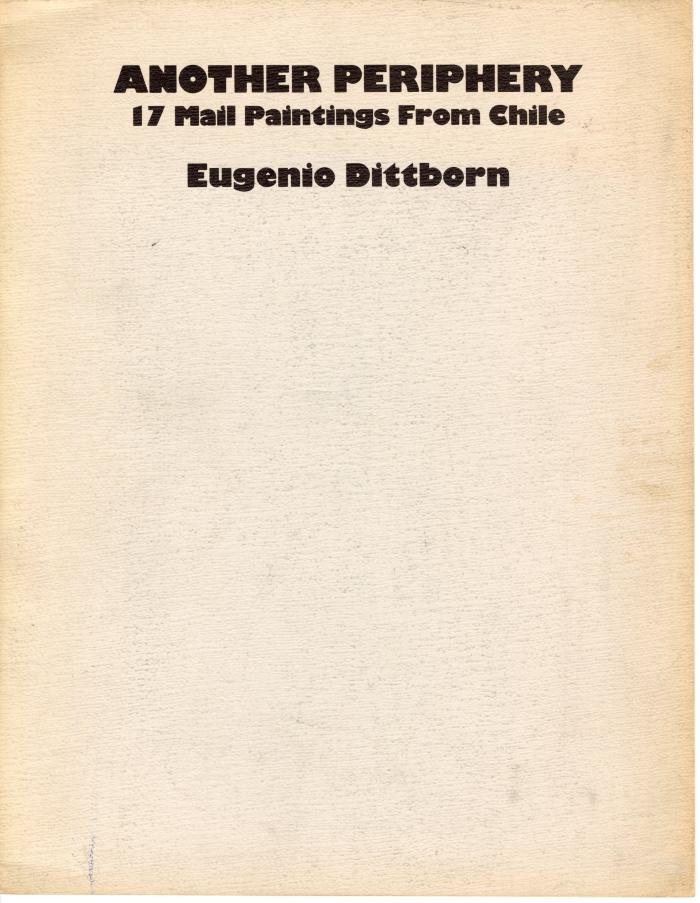 ANOTHER PERIPHERY
17 Mail Paintings From Chile
Eugenio Dittborn